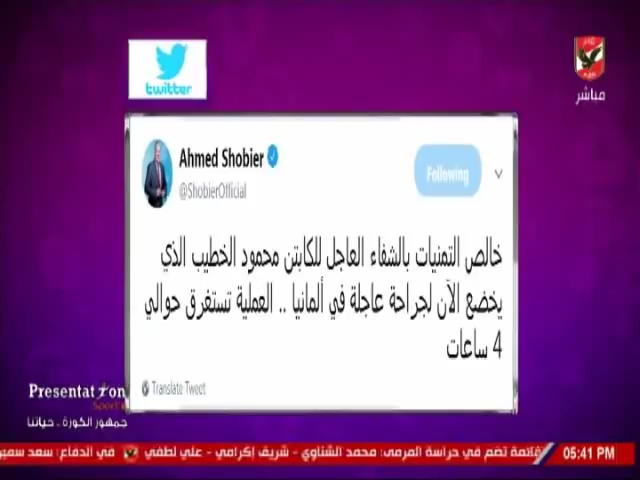 twitter
مباشر
Ahmed Shobier
@ShobierOfficial
Following
خالص التمنيات بالشفاء العاجل للكابتن محمود الخطيب الذي
يخضع الآن لجراحة عاجلة في ألمانيا .. العملية تستغرق حوالي
4 ساعات
Translate Tweet
Presentation
Sport
جمهور الكورة .. حياتنا
05:41 PM
قائمة تضم في حراسة المرمى: محمد الشناوي - شريف إكرامي - علي لطفي في الدفاع: سعد سمير